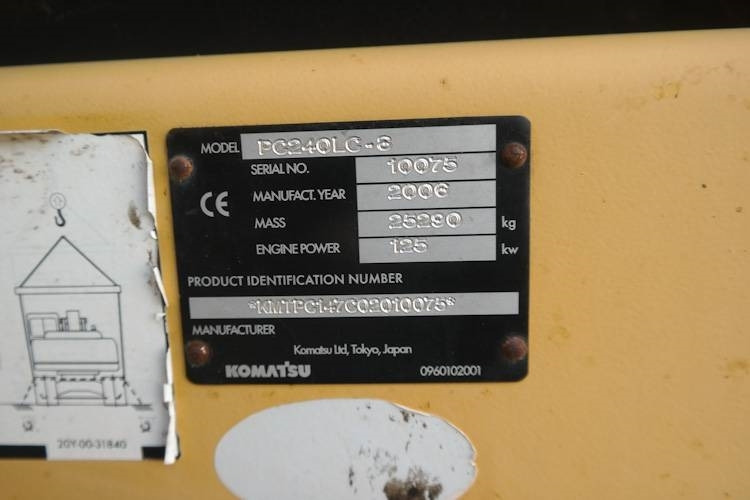 MODEL PC240LC-8
SERIAL NO. 10075
CE MANUFACT. YEAR 2006
MASS 25290 kg
ENGINE POWER 125 kw
PRODUCT IDENTIFICATION NUMBER
*KMTPC147C02010075*
MANUFACTURER
Komatsu Ltd, Tokyo, Japan
KOMATSU 0960102001
20Y-00-31840